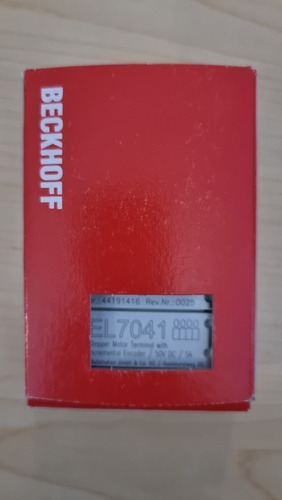 BECKHOFF
44191416 Rev.Nr.: 0025
EL7041
Stepper Motor Terminal with
Incremental Encoder / 50V DC / 5A